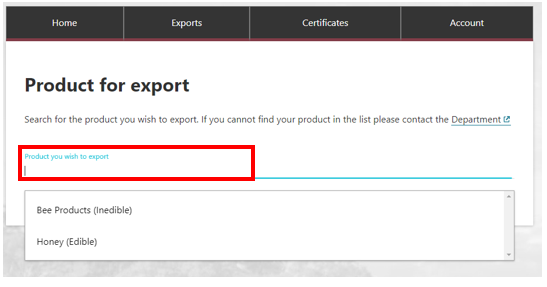 Home Exports Certificates Account
Product for export
Search for the product you wish to export. If you cannot find your product in the list please contact the Department
Product you wish to export
Bee Products (Inedible)
Honey (Edible)